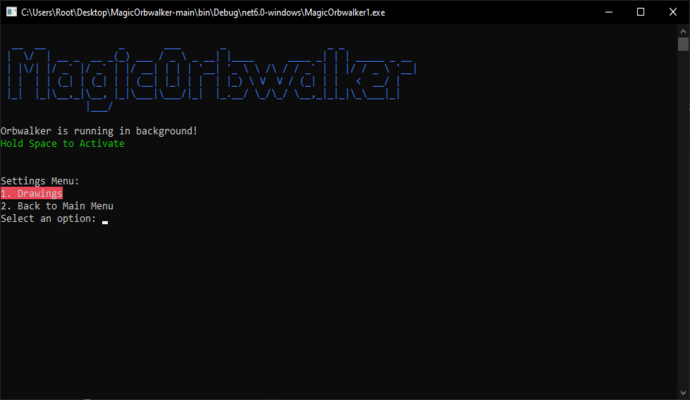 C:\Users\Root\Desktop\MagicOrbwalker-main\bin\Debug\net6.0-windows\MagicOrbwalker1.exe
MagicOrbwalker
Orbwalker is running in background!
Hold Space to Activate
Settings Menu:
1. Drawings
2. Back to Main Menu
Select an option: